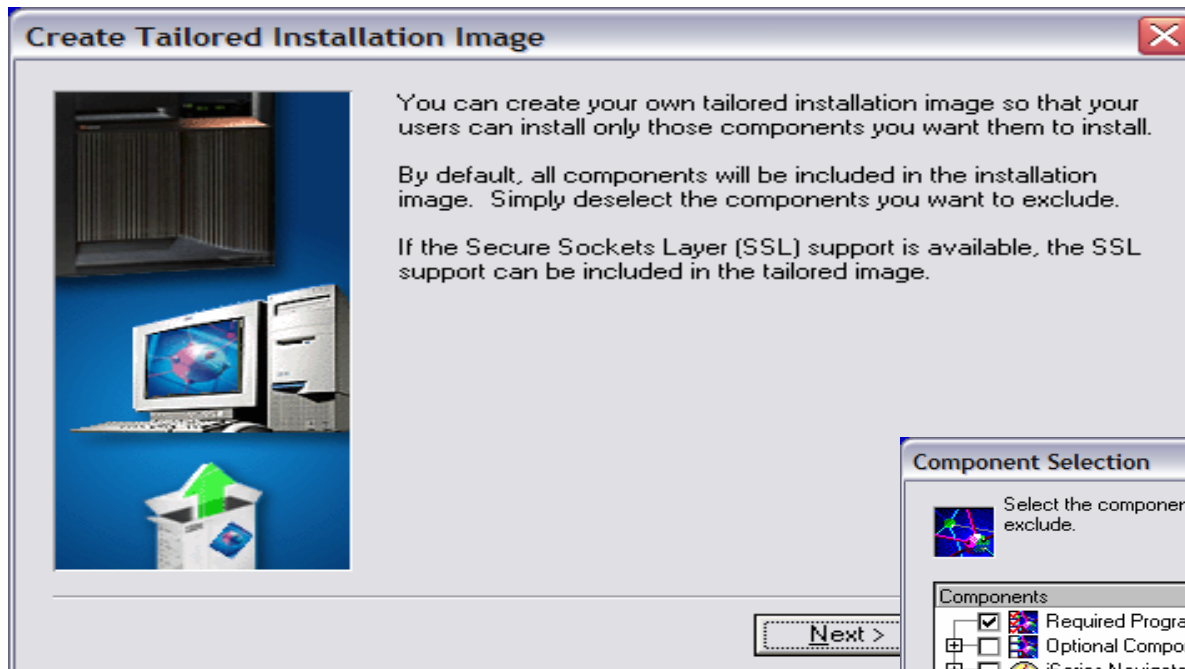 Create Tailored Installation Image
You can create your own tailored installation image so that your
users can install only those components you want them to install.
By default, all components will be included in the installation
image. Simply deselect the components you want to exclude.
If the Secure Sockets Layer (SSL) support is available, the SSL
support can be included in the tailored image.
Next >
Component Selection
Select the
exclude.
Components
Required
Optional